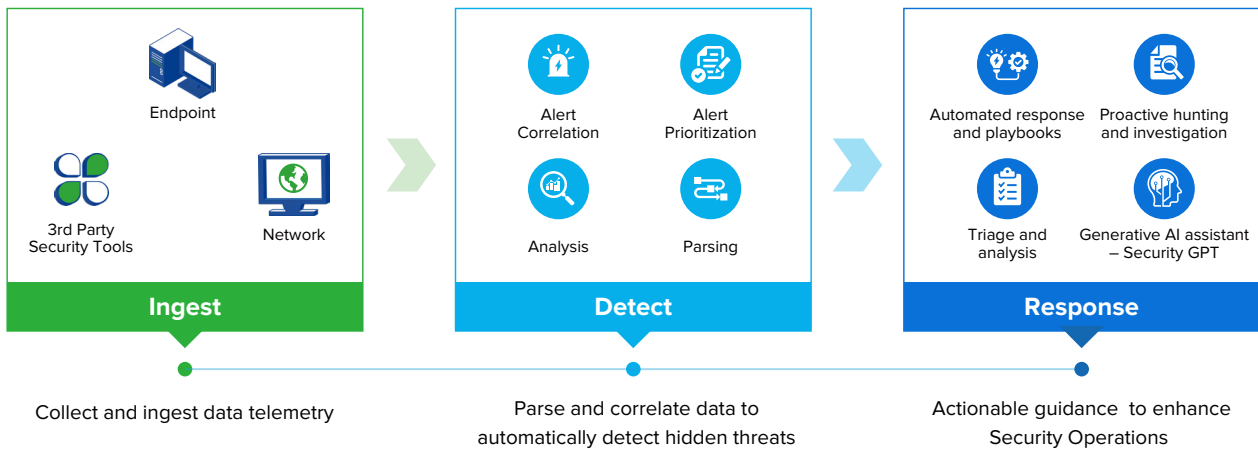 Endpoint
3rd Party
Security Tools
Network
Ingest
Alert
Correlation
Alert
Prioritization
Analysis
Parsing
Detect
Automated response
and playbooks
Proactive hunting
and investigation
Triage and
analysis
Generative AI assistant
– Security GPT
Response
Collect and ingest data telemetry
Parse and correlate data to
automatically detect hidden threats
Actionable guidance to enhance
Security Operations